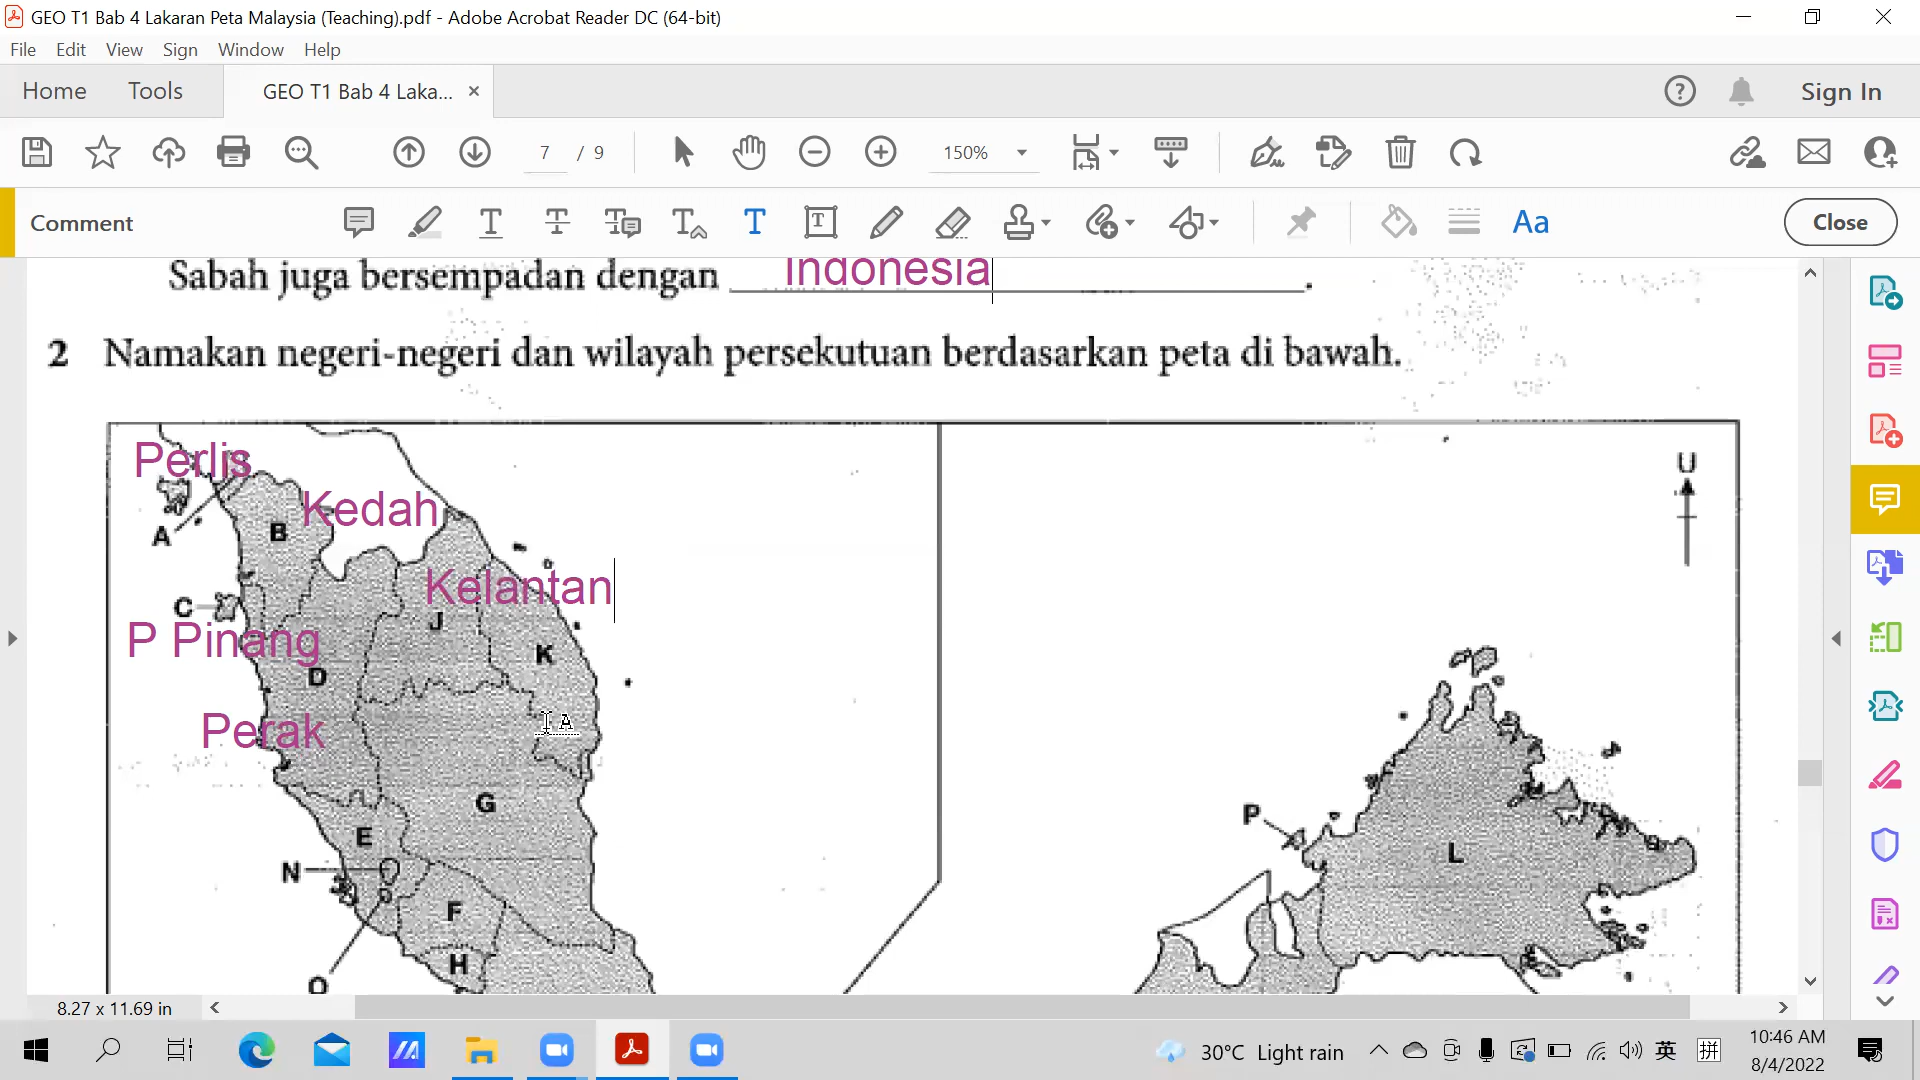 GEO T1 Bab 4 Lakaran Peta Malaysia (Teaching).pdf - Adobe Acrobat Reader DC (64-bit)
File Edit View Sign Window Help
Home Tools GEO T1 Bab 4 Laka... × Sign In
7 / 9 150%
Comment Aa Close
Sabah juga bersempadan dengan Indonesia.
2 Namakan negeri-negeri dan wilayah persekutuan berdasarkan peta di bawah.
Perlis
U
Kedah
A B
Kelantan
C
J
P Pinang
K
D
Perak
G
P
E
L
N
F
H
O
8.27 x 11.69 in
30°C Light rain 英 拼
10:46 AM
8/4/2022